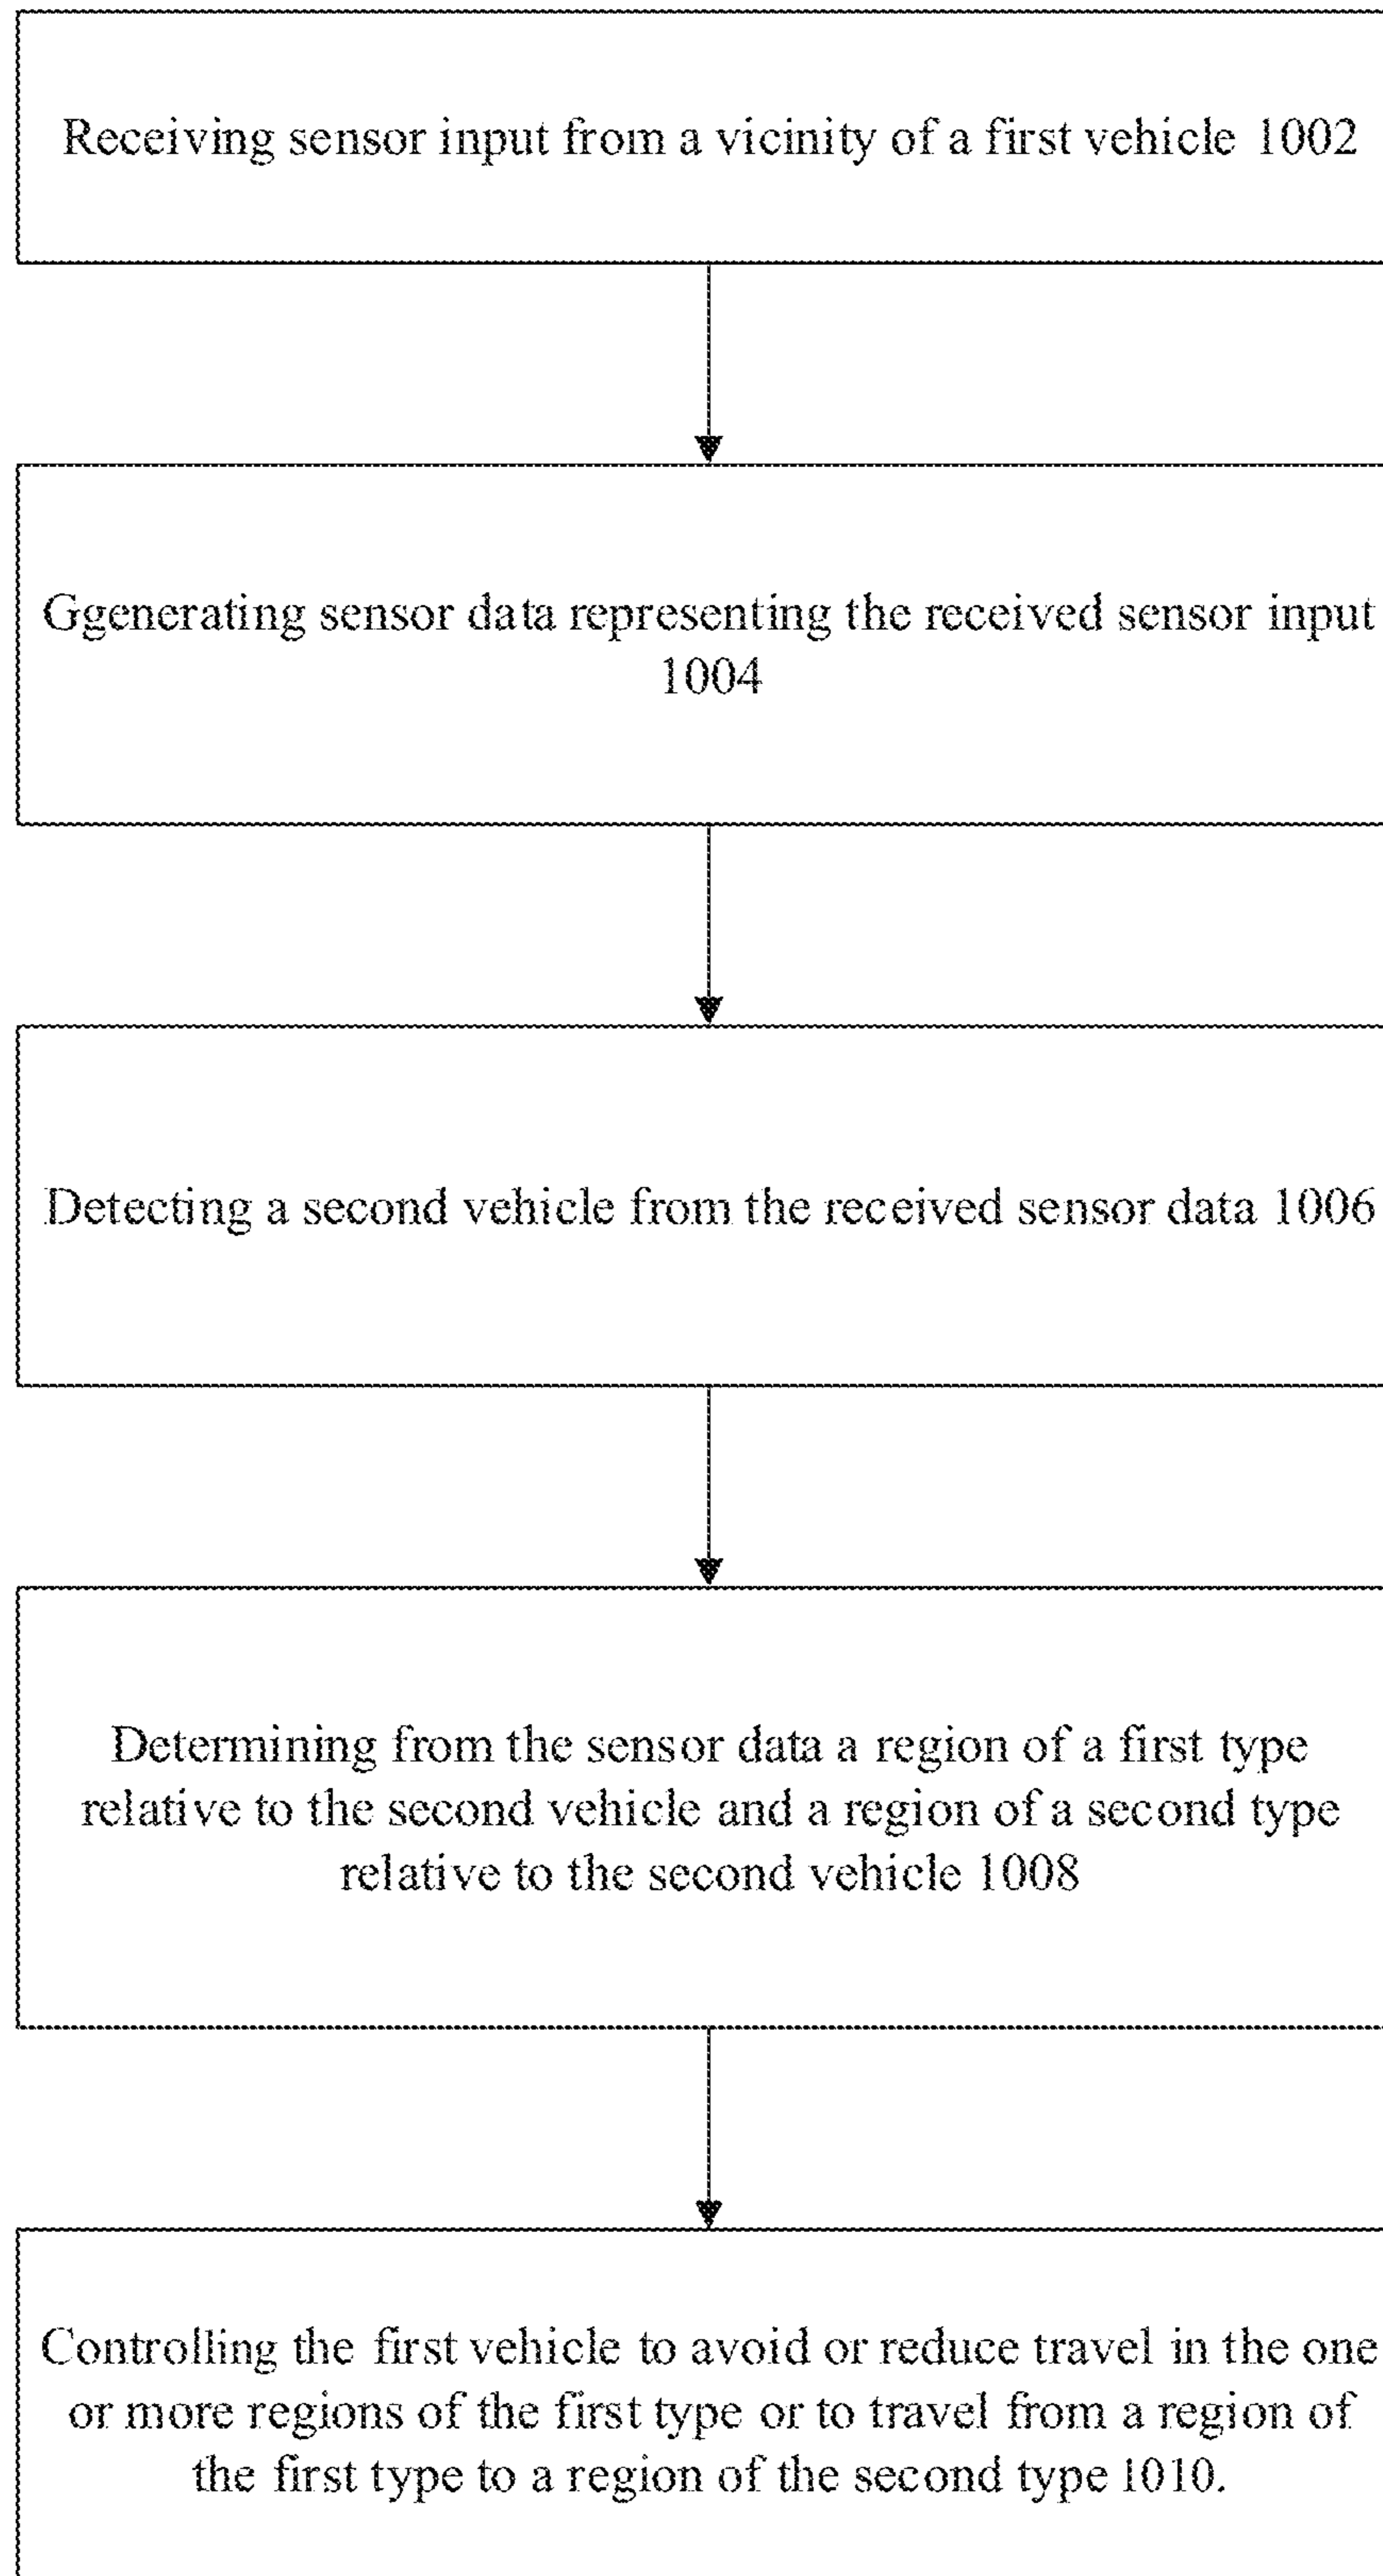 Receiving sensor input from a vicinity of a first vehicle 1002
Ggenerating sensor data representing the received sensor input
1004
Detecting a second vehicle from the received sensor data 1006
Determining from the sensor data a region of a first type
relative to the second vehicle and a region of a second type
relative to the second vehicle 1008
Controlling the first vehicle to avoid or reduce travel in the one
or more regions of the first type or to travel from a region of
the first type to a region of the second type 1010.